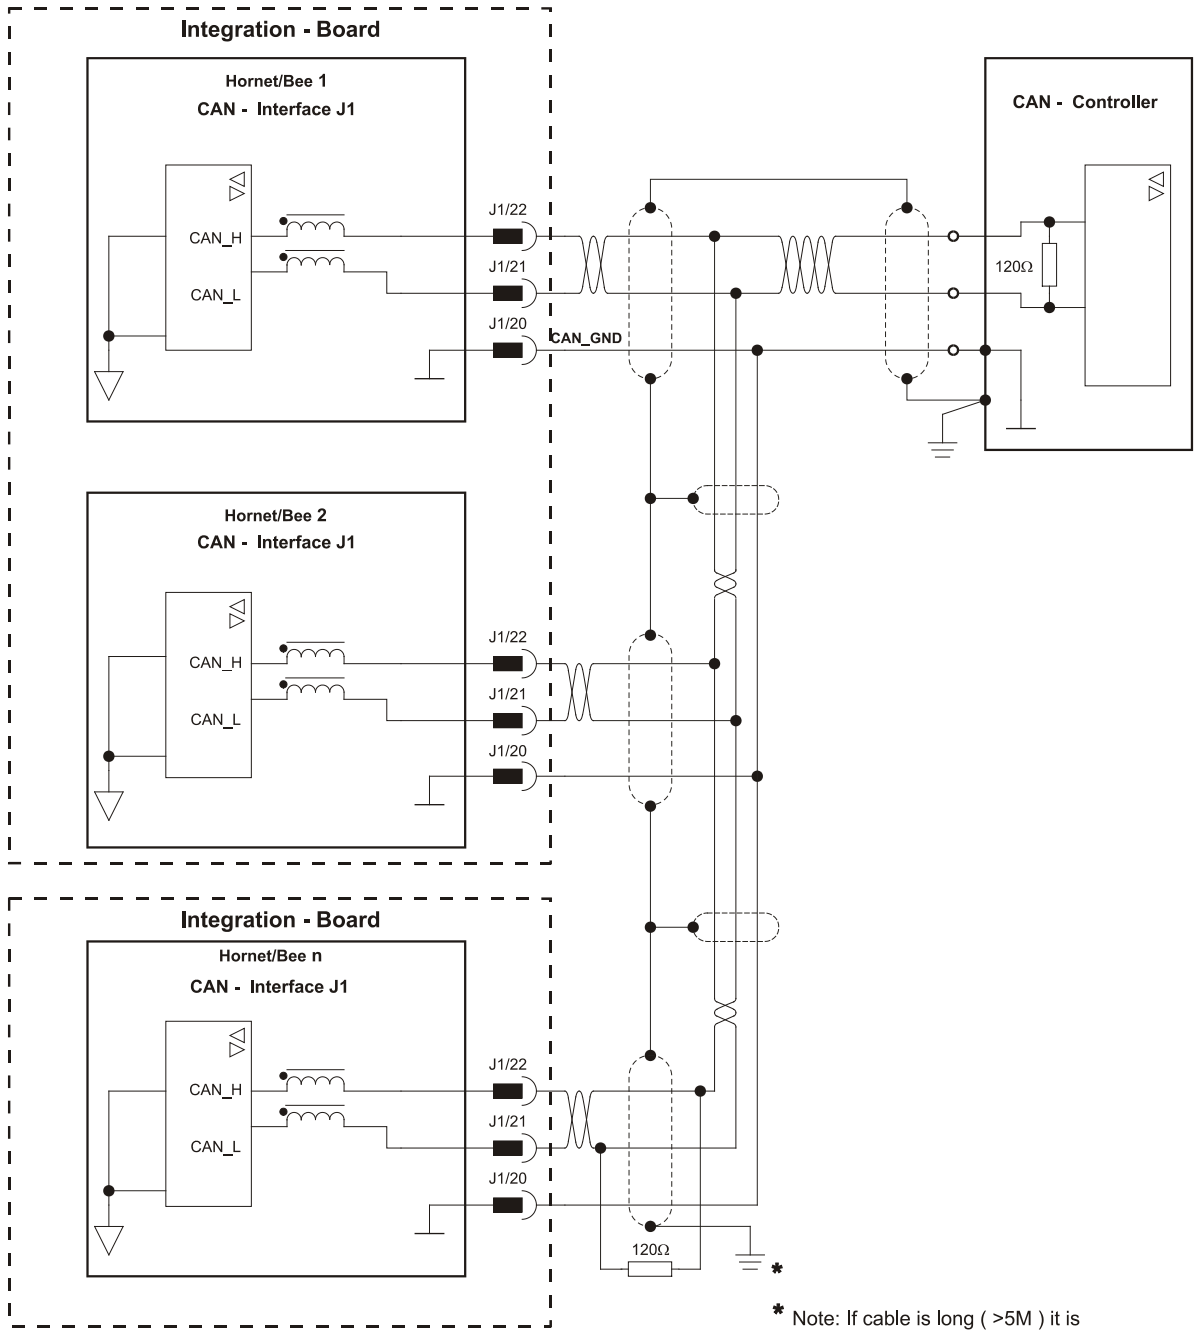 Integration - Board
Hornet/Bee 1
CAN - Interface J1
CAN - Controller
J1/22
CAN_H
J1/21
120Ω
CAN_L
J1/20
CAN_GND
Hornet/Bee 2
CAN - Interface J1
J1/22
CAN_H
J1/21
CAN_L
J1/20
Integration - Board
Hornet/Bee n
CAN - Interface J1
J1/22
CAN_H
J1/21
CAN_L
J1/20
120Ω
*
* Note: If cable is long ( >5M ) it is